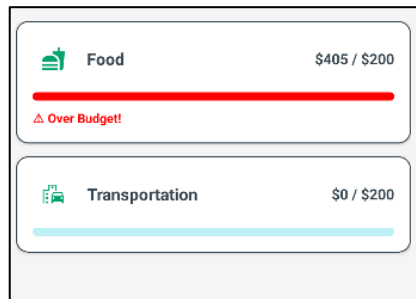 Food $405 / $200
⚠ Over Budget!
Transportation $0 / $200